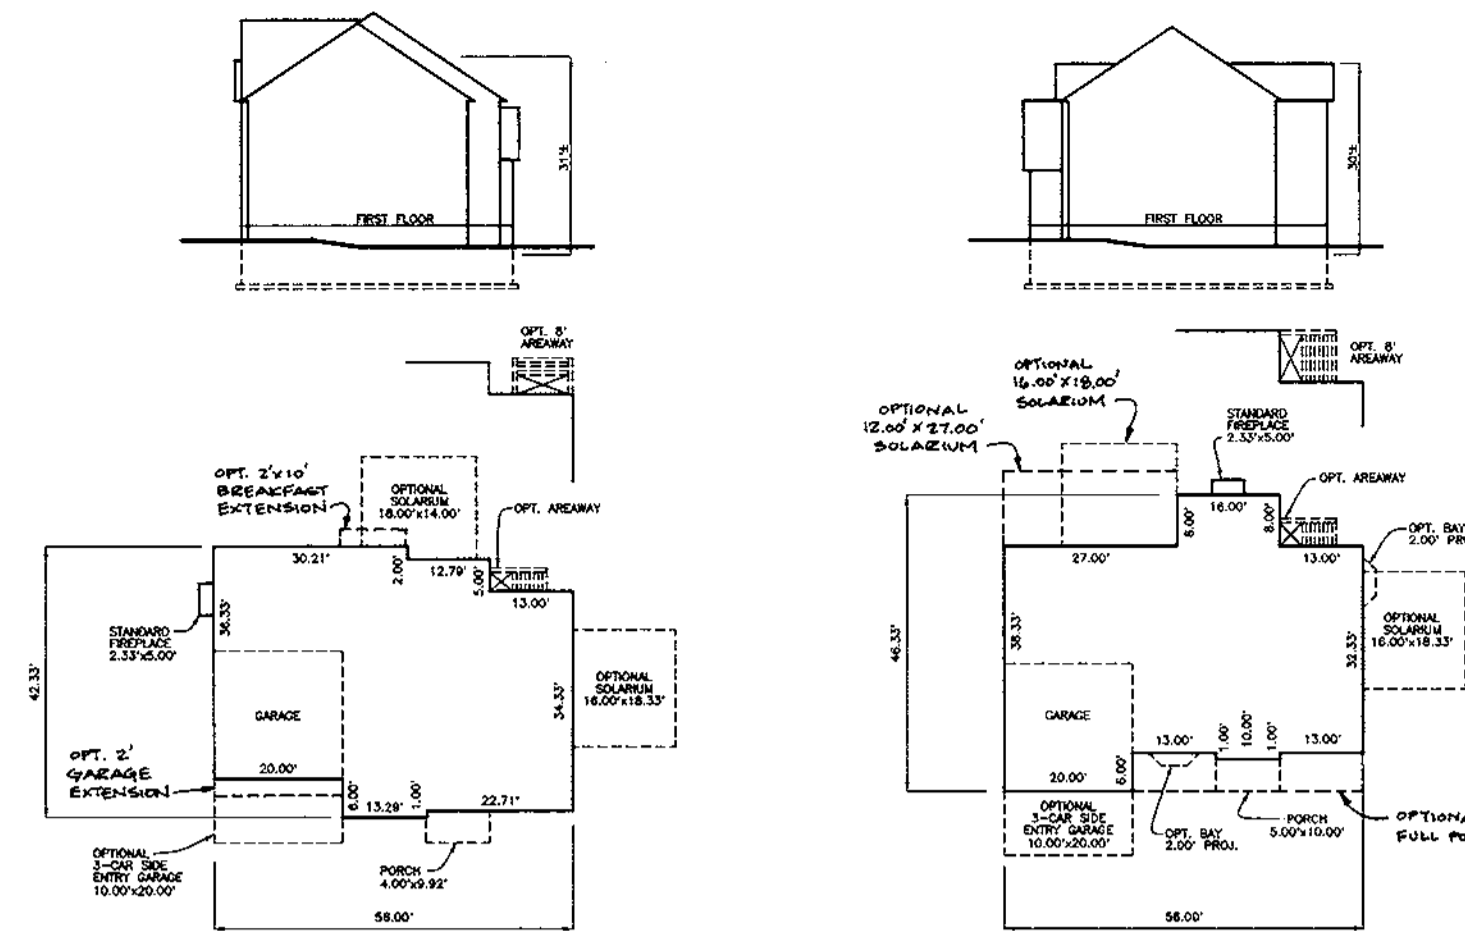 31'±
FIRST FLOOR
30'±
FIRST FLOOR
OPT. 8'
AREAWAY
OPT. 2'x10'
BREAKFAST
EXTENSION
OPTIONAL
SOLARIUM
18.00'x14.00'
OPT. AREAWAY
30.21'
2.00'
12.79'
5.00'
13.00'
36.33'
STANDARD
FIREPLACE
2.33'x5.00'
42.33'
GARAGE
34.33'
OPTIONAL
SOLARIUM
16.00'x18.33'
OPT. 2'
GARAGE
EXTENSION
20.00'
6.00'
13.29'
1.00'
22.71'
OPTIONAL
3-CAR SIDE
ENTRY GARAGE
10.00'x20.00'
PORCH
4.00'x9.92'
56.00'
OPT. 8'
AREAWAY
OPTIONAL
16.00'X18.00'
SOLARIUM
OPTIONAL
12.00' X 27.00'
SOLARIUM
STANDARD
FIREPLACE
2.33'x5.00'
OPT. AREAWAY
16.00'
8.00'
8.00'
OPT. BAY
2.00'
27.00'
13.00'
46.33'
38.33'
32.33'
OPTIONAL
SOLARIUM
16.00'x18.33'
GARAGE
13.00'
1.00'
10.00'
1.00'
13.00'
20.00'
6.00'
OPTIONAL
3-CAR SIDE
ENTRY GARAGE
10.00'x20.00'
OPT. BAY
2.00' PROJ.
PORCH
5.00'x10.00'
FULL
56.00'